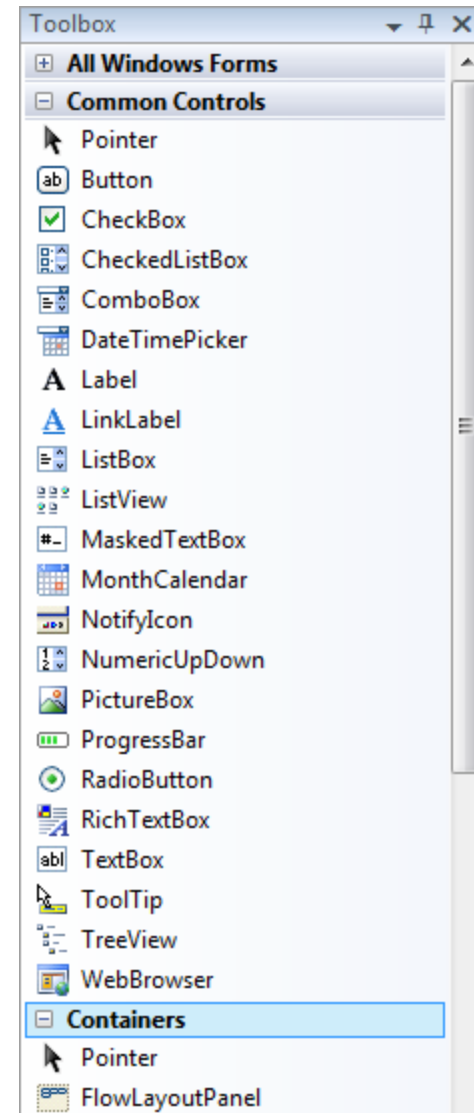 Toolbox
All Windows Forms
Common Controls
Pointer
Button
CheckBox
CheckedListBox
ComboBox
DateTimePicker
Label
LinkLabel
ListBox
ListView
MaskedTextBox
MonthCalendar
NotifyIcon
NumericUpDown
PictureBox
ProgressBar
RadioButton
RichTextBox
TextBox
ToolTip
TreeView
WebBrowser
Containers
Pointer
FlowLayoutPanel